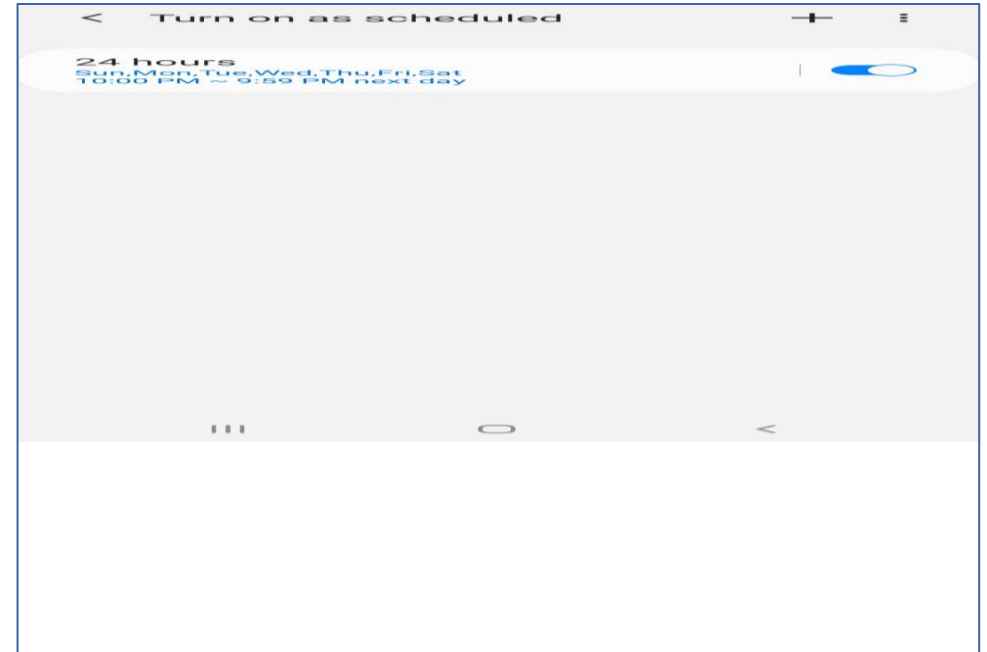 Turn on as scheduled
24 hours
Sun,Mon,Tue,Wed,Thu,Fri,Sat
10:00 PM ~ 9:59 PM next day